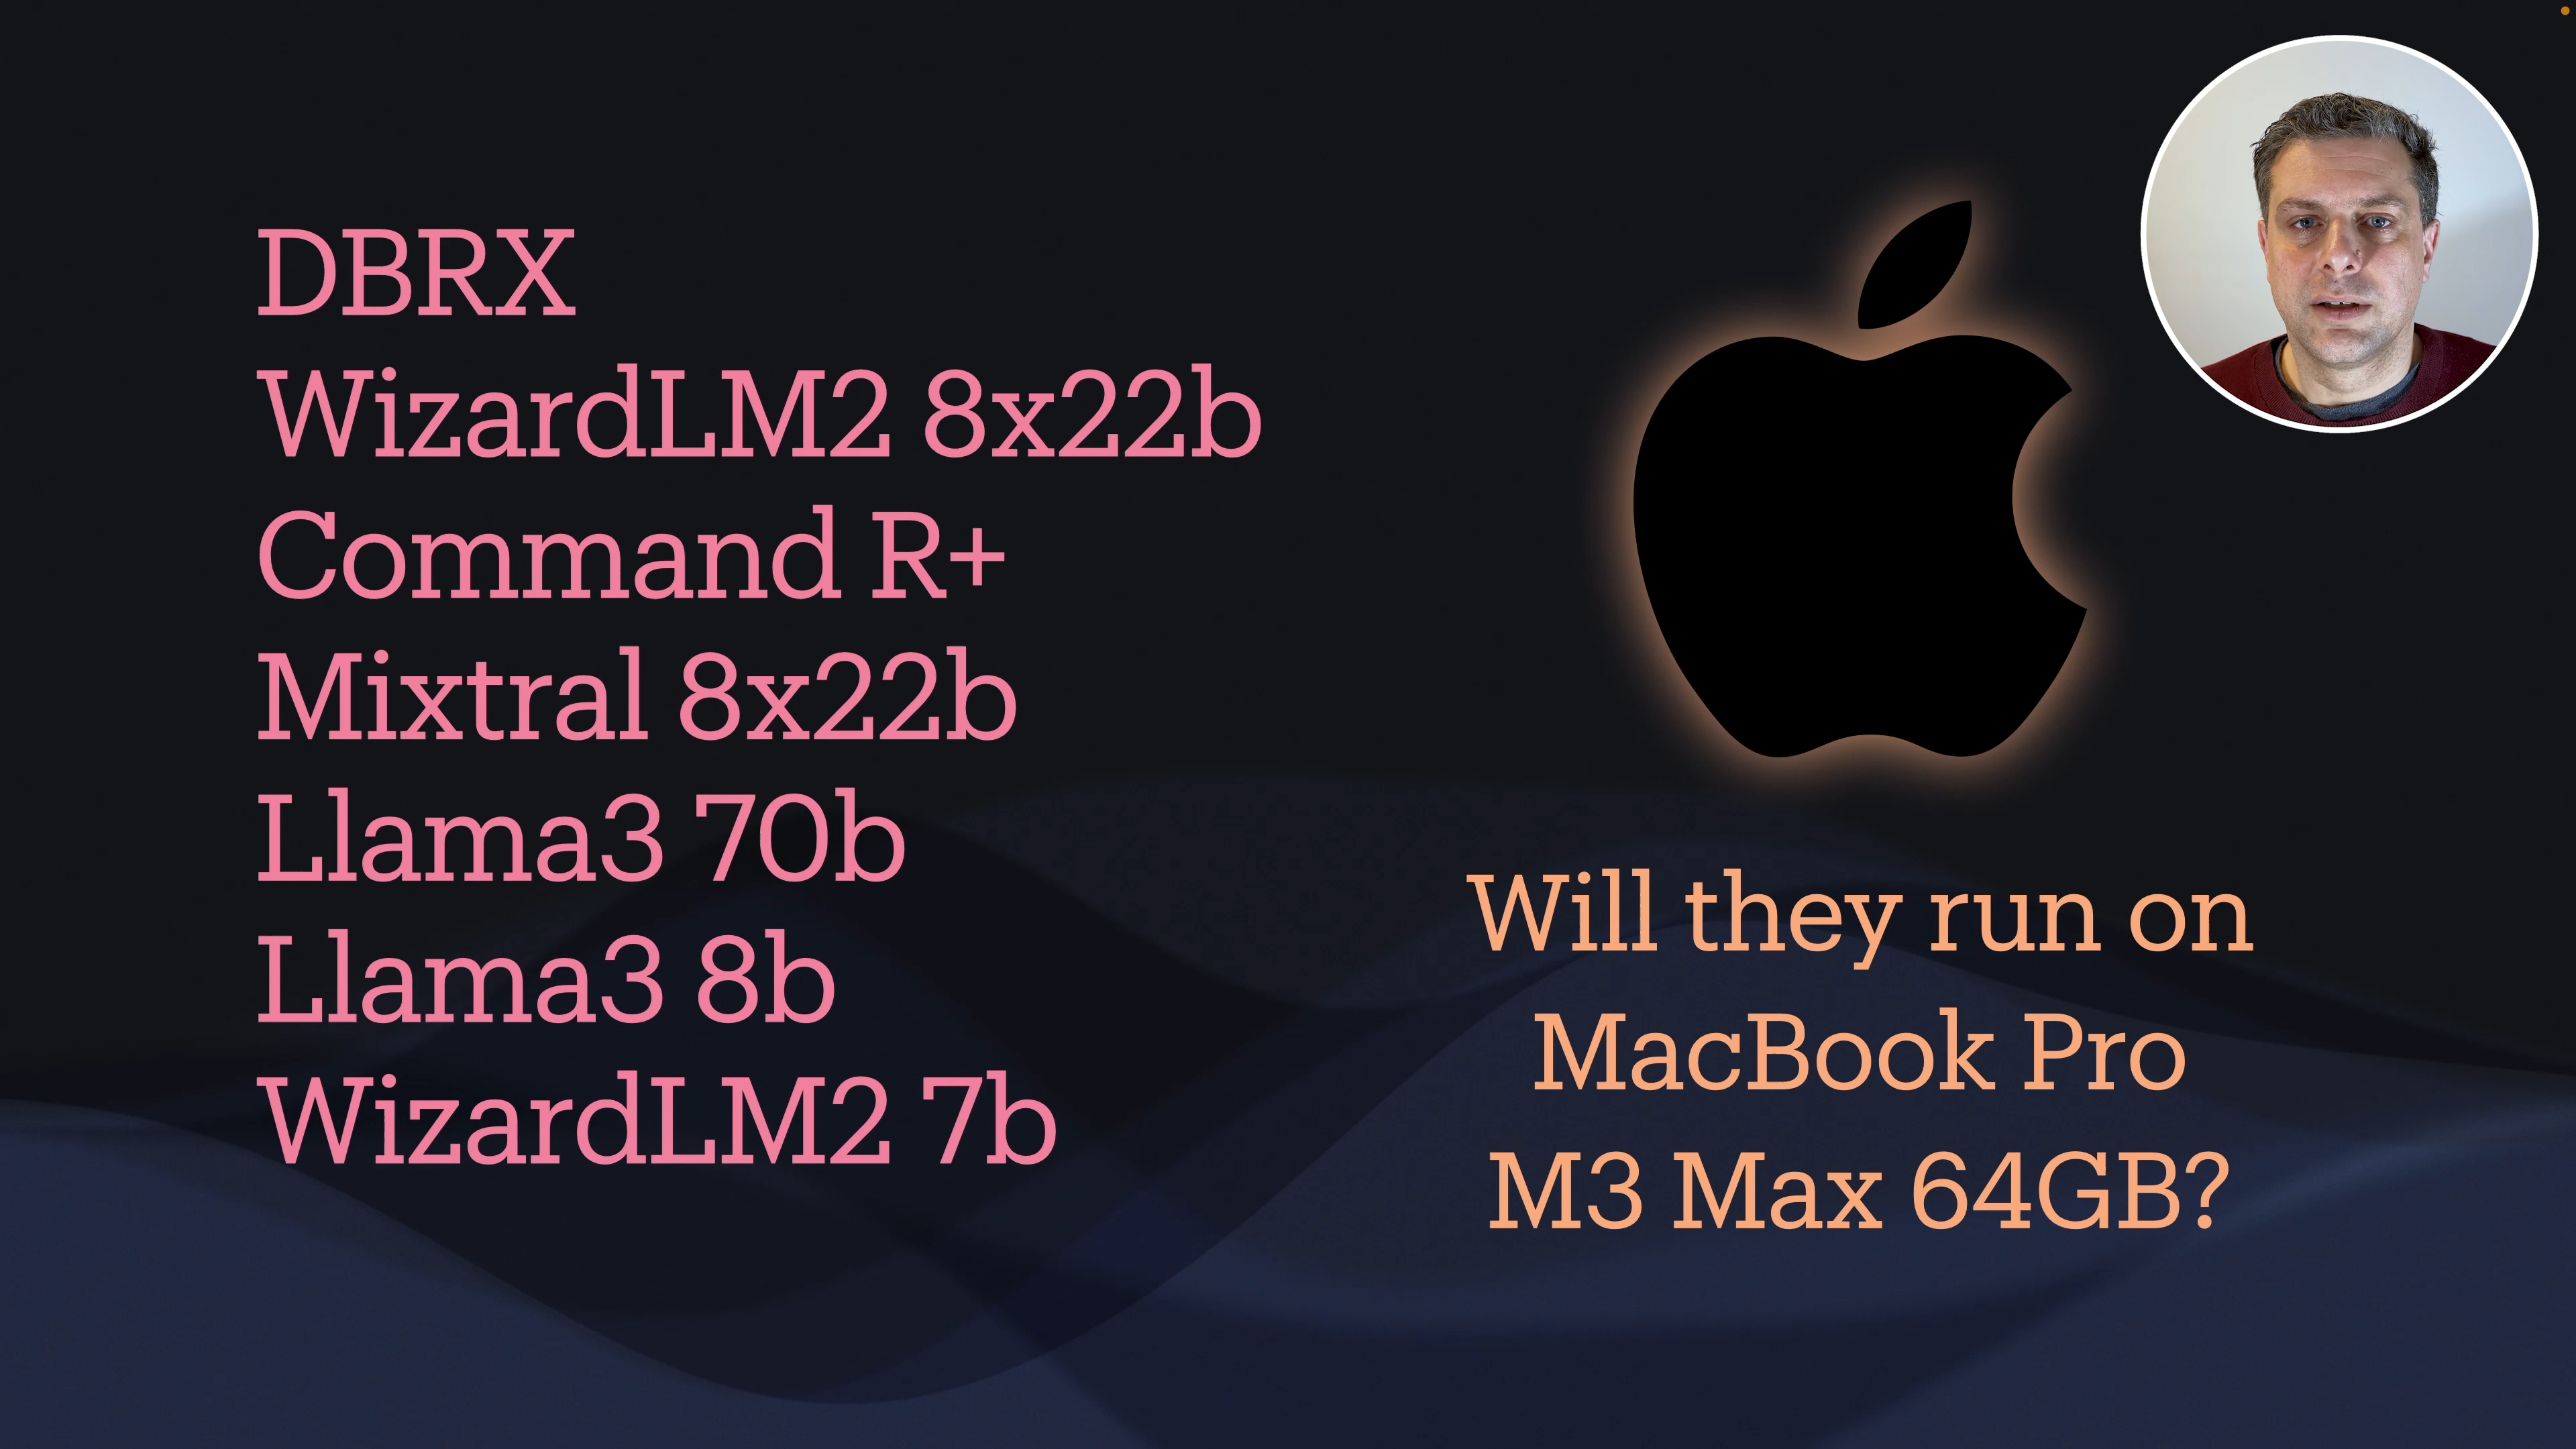 DBRX
WizardLM2 8x22b
Command R+
Mixtral 8x22b
Llama3 70b
Llama3 8b
WizardLM2 7b
Will they run on
MacBook Pro
M3 Max 64GB?